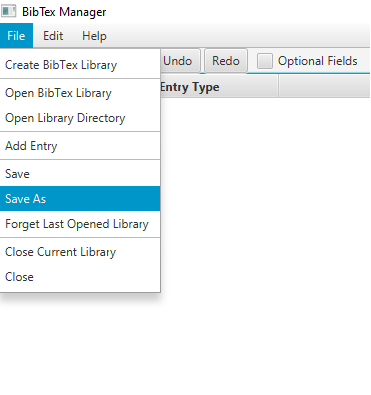 BibTex Manager
File Edit Help
Undo Redo Optional Fields
Entry Type
Create BibTex Library
Open BibTex Library
Open Library Directory
Add Entry
Save
Save As
Forget Last Opened Library
Close Current Library
Close